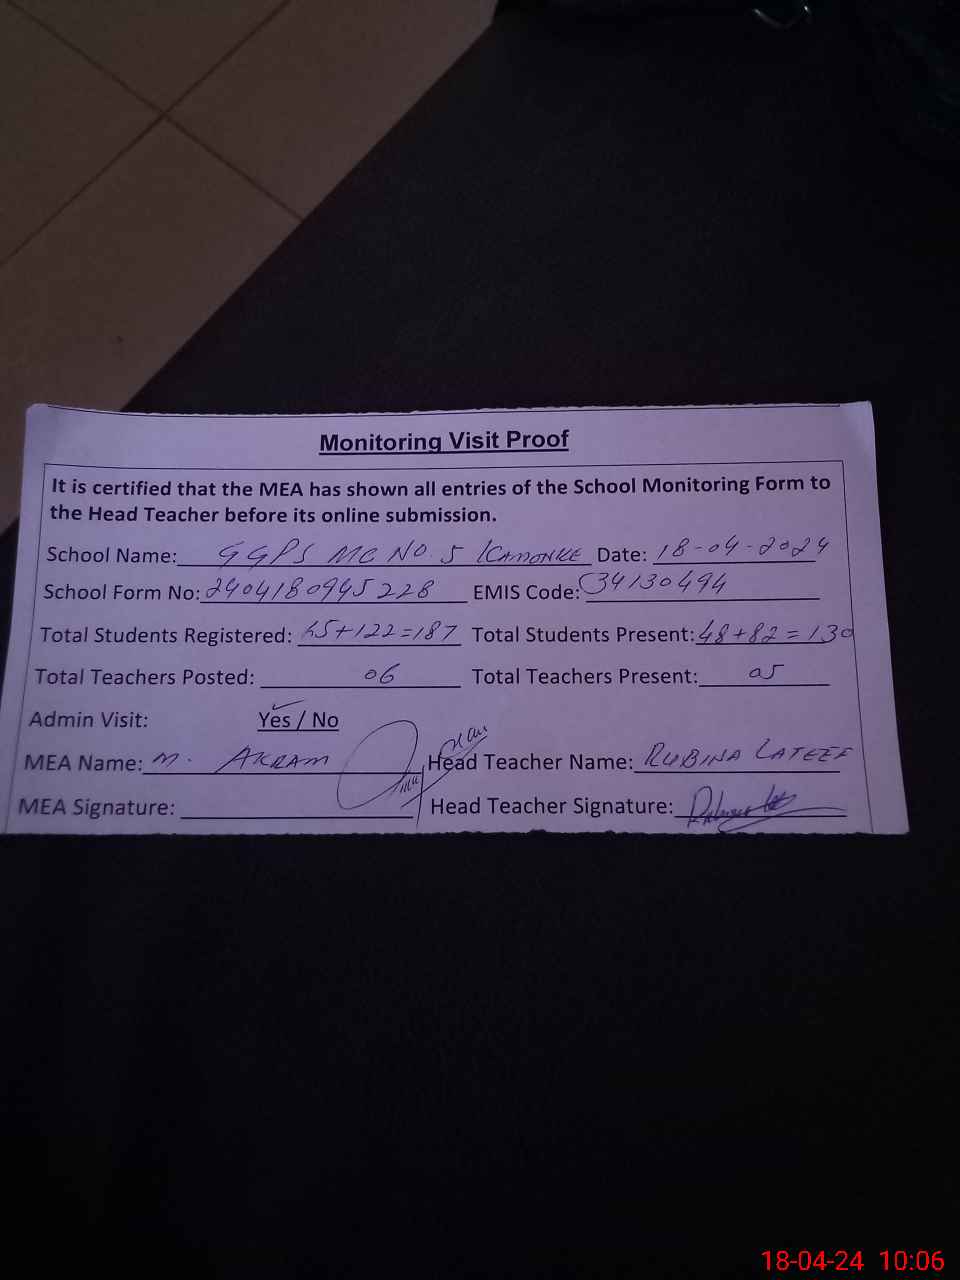 Monitoring Visit Proof
It is certified that the MEA has shown all entries of the School Monitoring Form to
the Head Teacher before its online submission.
School Name: GGPS MC NO. 5 KAMONKE Date: 18-04-2024
School Form No: 2404180945228 EMIS Code: 34130494
Total Students Registered: 65+122=187 Total Students Present: 48+82=130
Total Teachers Posted: 06 Total Teachers Present: 05
Admin Visit: Yes / No
MEA Name: M. AKRAM Head Teacher Name: RUBINA LATEEF
MEA Signature: Head Teacher Signature:
18-04-24 10:06